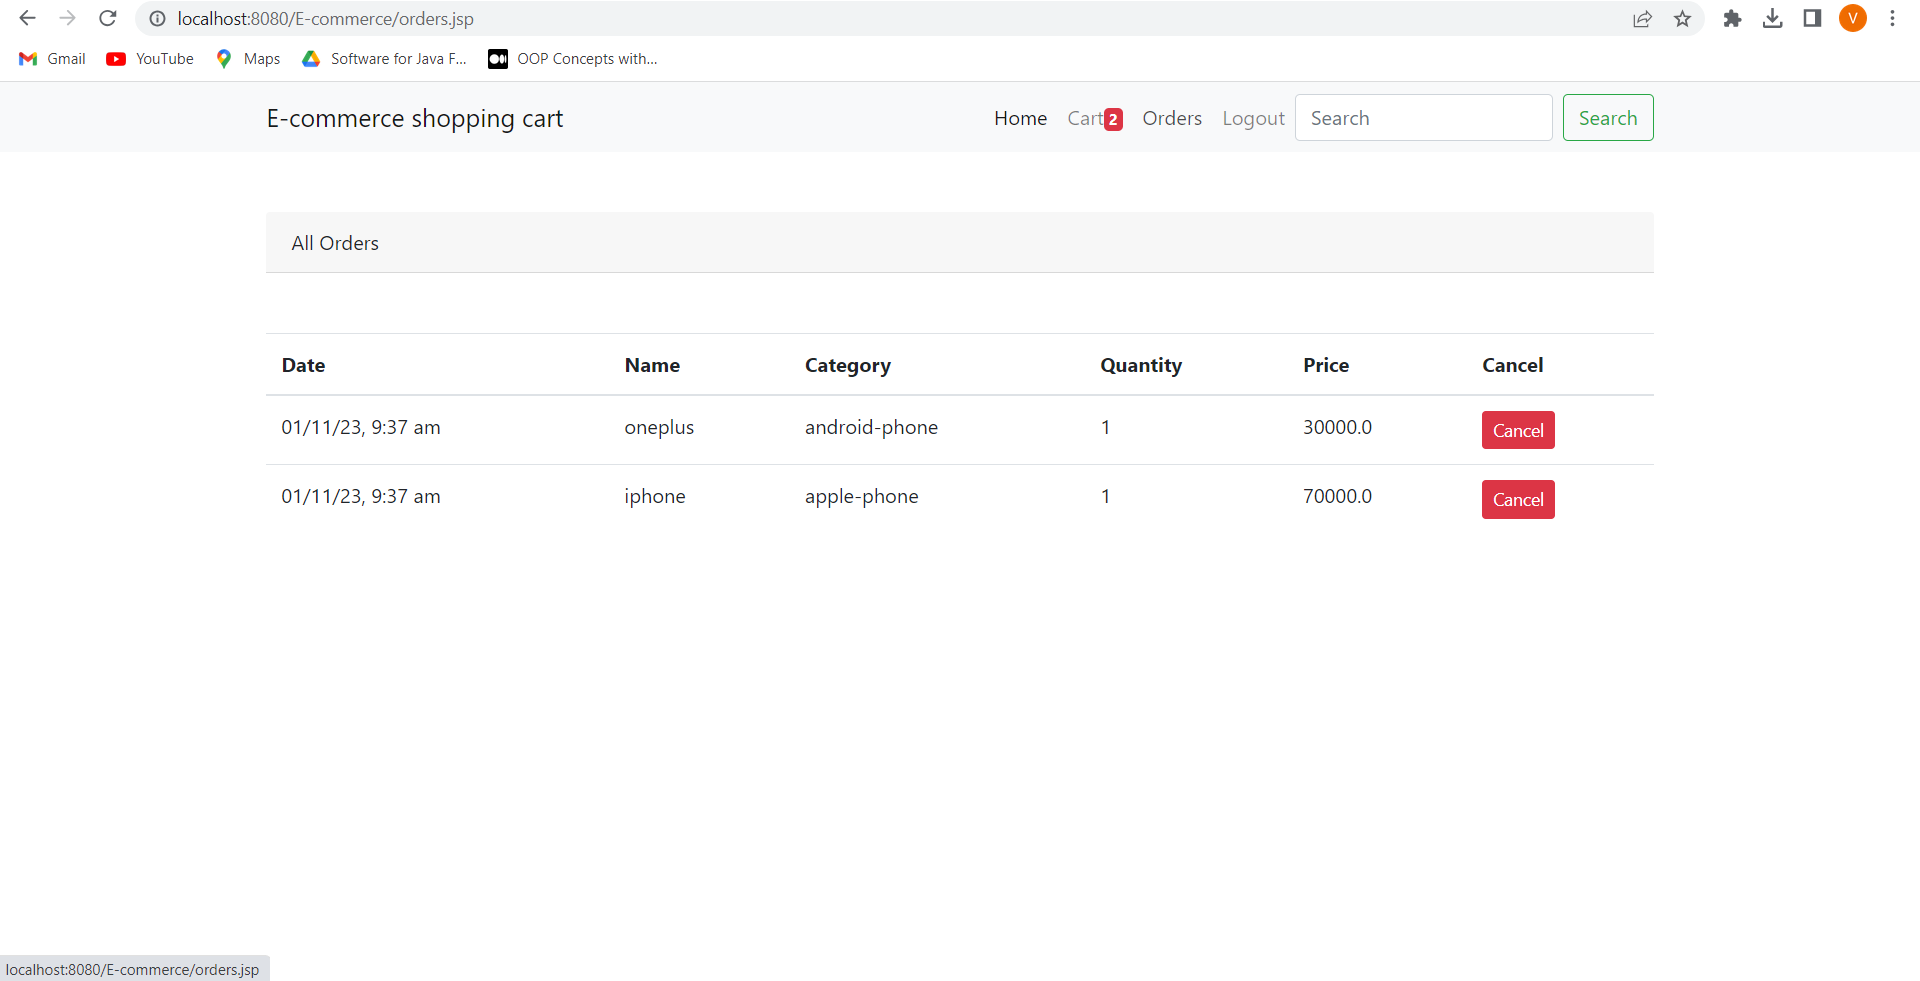 localhost:8080/E-commerce/orders.jsp
V
Gmail YouTube Maps Software for Java F... OOP Concepts with...
E-commerce shopping cart Home Cart 2 Orders Logout Search Search
All Orders
Date Name Category Quantity Price Cancel
01/11/23, 9:37 am oneplus android-phone 1 30000.0 Cancel
01/11/23, 9:37 am iphone apple-phone 1 70000.0 Cancel
localhost:8080/E-commerce/orders.jsp